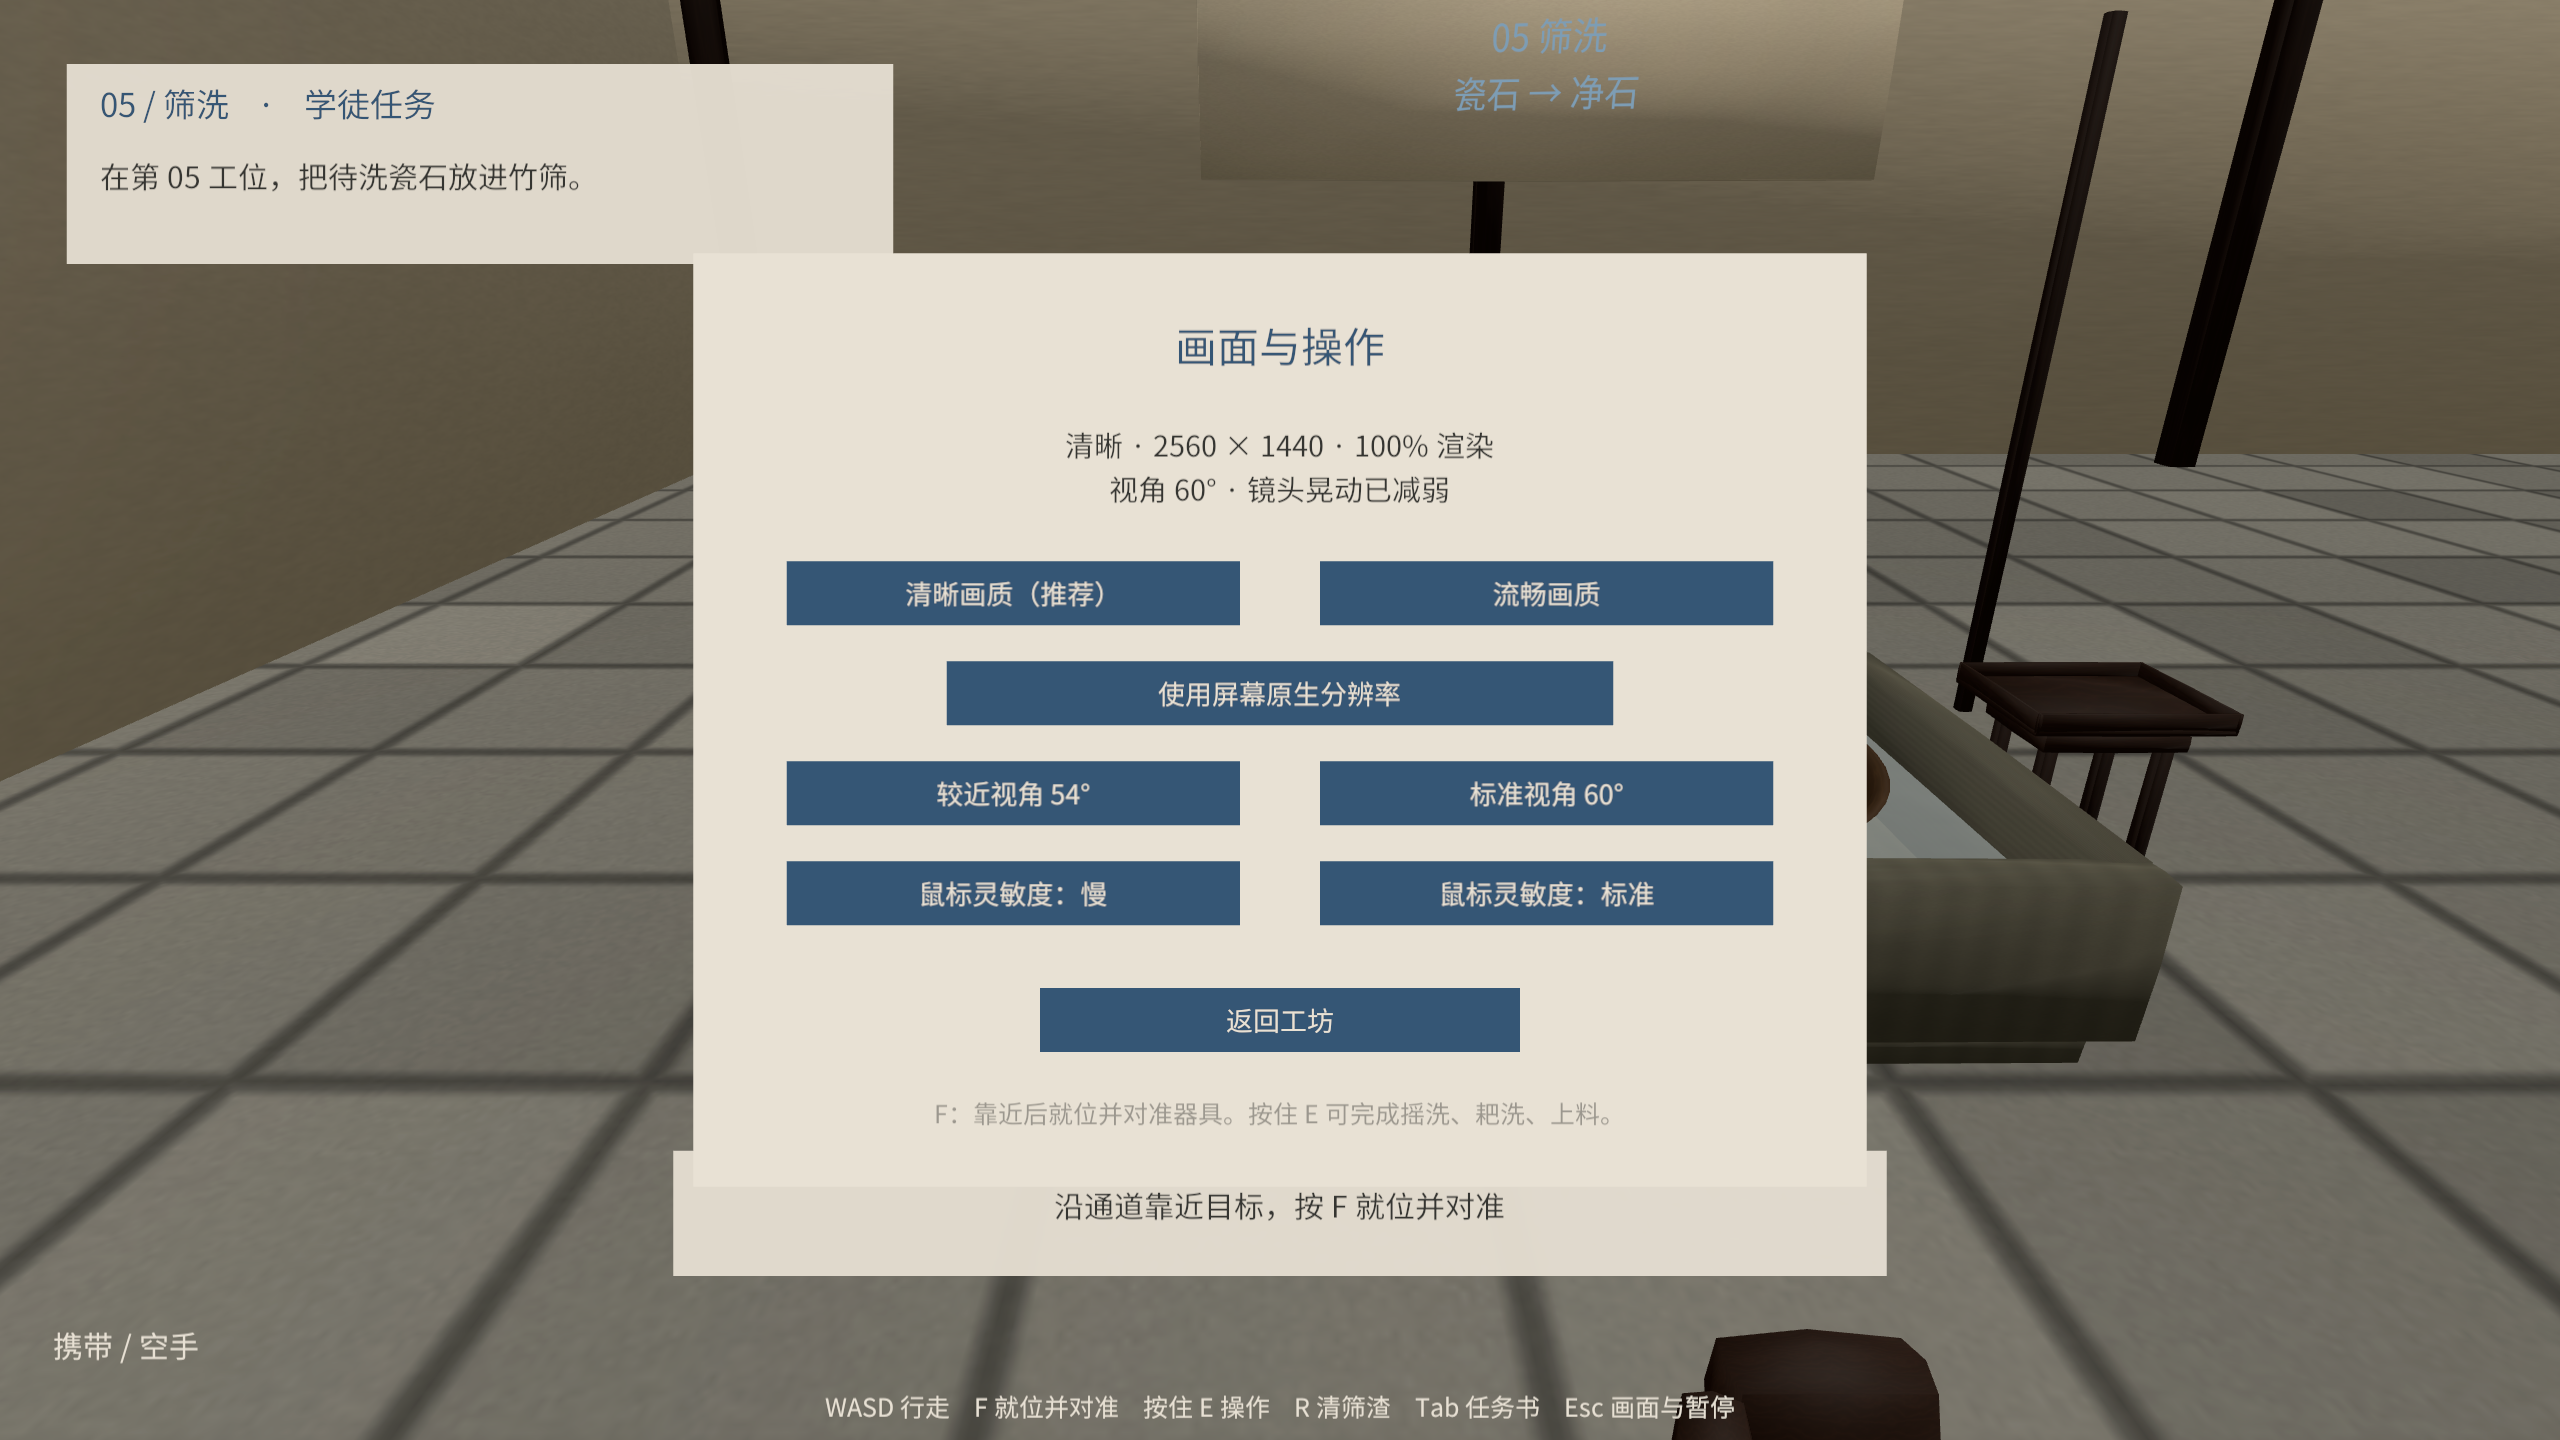 05 筛洗
瓷石 → 净石
05 / 筛洗 · 学徒任务
在第 05 工位，把待洗瓷石放进竹筛。
画面与操作
清晰 · 2560 × 1440 · 100% 渲染
视角 60° · 镜头晃动已减弱
清晰画质（推荐）
流畅画质
使用屏幕原生分辨率
较近视角 54°
标准视角 60°
鼠标灵敏度：慢
鼠标灵敏度：标准
返回工坊
F：靠近后就位并对准器具。按住 E 可完成摇洗、耙洗、上料。
沿通道靠近目标，按 F 就位并对准
携带 / 空手
WASD 行走 F 就位并对准 按住 E 操作 R 清筛渣 Tab 任务书 Esc 画面与暂停